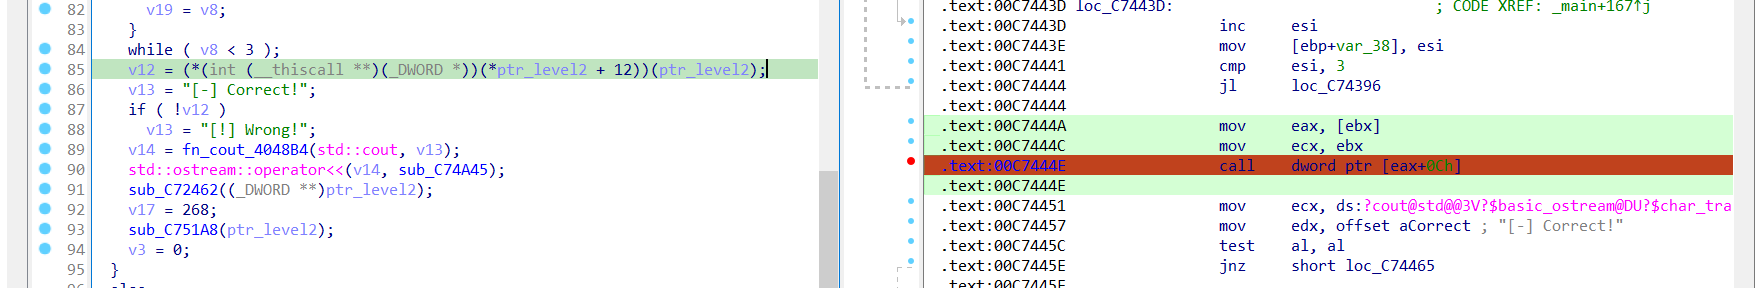 82 v19 = v8;
83 }
84 while ( v8 < 3 );
85 v12 = (*(int (__thiscall **)(_DWORD *))(*ptr_level2 + 12))(ptr_level2);
86 v13 = "[-] Correct!";
87 if ( !v12 )
88 v13 = "[!] Wrong!";
89 v14 = fn_cout_4048B4(std::cout, v13);
90 std::ostream::operator<<(v14, sub_C74A45);
91 sub_C72462((_DWORD **)ptr_level2);
92 v17 = 268;
93 sub_C751A8(ptr_level2);
94 v3 = 0;
95 }
.text:00C7443D loc_C7443D: ; CODE XREF: _main+167↑j
.text:00C7443D inc esi
.text:00C7443E mov [ebp+var_38], esi
.text:00C74441 cmp esi, 3
.text:00C74444 jl loc_C74396
.text:00C74444
.text:00C7444A mov eax, [ebx]
.text:00C7444C mov ecx, ebx
.text:00C7444E call dword ptr [eax+0Ch]
.text:00C7444E
.text:00C74451 mov ecx, ds:?cout@std@@3V?$basic_ostream@DU?$char_tra
.text:00C74457 mov edx, offset aCorrect ; "[-] Correct!"
.text:00C7445C test al, al
.text:00C7445E jnz short loc_C74465